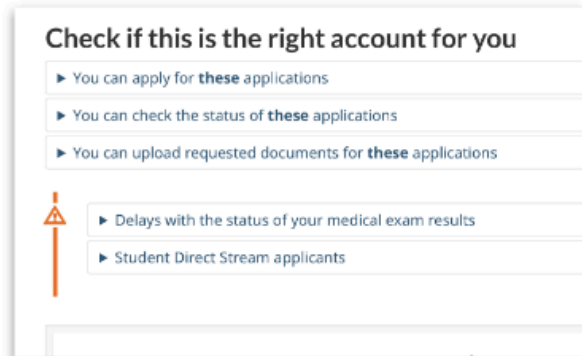 Check if this is the right account for you
You can apply for these applications
You can check the status of these applications
You can upload requested documents for these applications
Delays with the status of your medical exam results
Student Direct Stream applicants